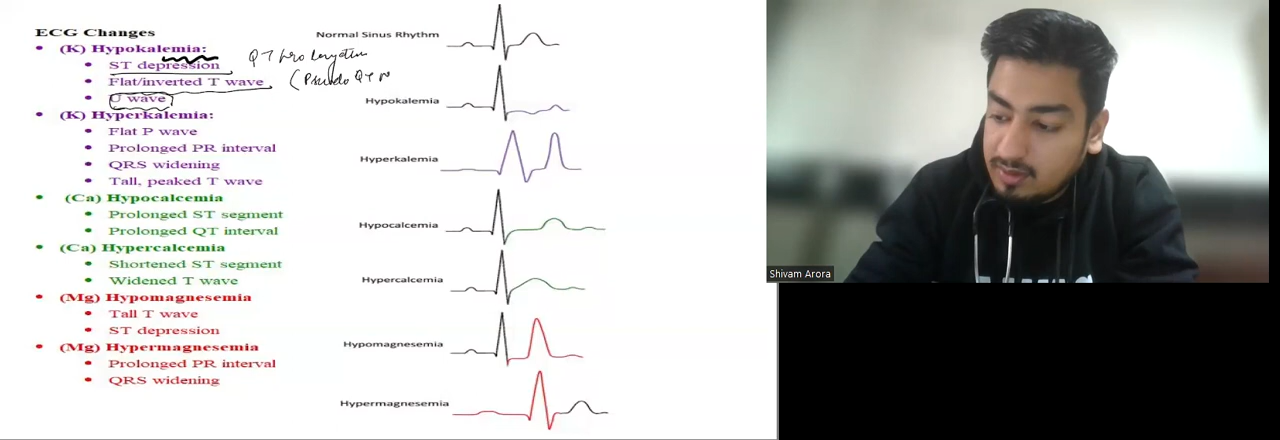 ECG Changes
• (K) Hypokalemia:
• ST depression
• Flat/inverted T wave
• U wave
• (K) Hyperkalemia:
• Flat P wave
• Prolonged PR interval
• QRS widening
• Tall, peaked T wave
• (Ca) Hypocalcemia
• Prolonged ST segment
• Prolonged QT interval
• (Ca) Hypercalcemia
• Shortened ST segment
• Widened T wave
• (Mg) Hypomagnesemia
• Tall T wave
• ST depression
• (Mg) Hypermagnesemia
• Prolonged PR interval
• QRS widening
QT
(Pseudo QT
Normal Sinus Rhythm
Hypokalemia
Hyperkalemia
Hypocalcemia
Hypercalcemia
Hypomagnesemia
Hypermagnesemia
Shivam Arora